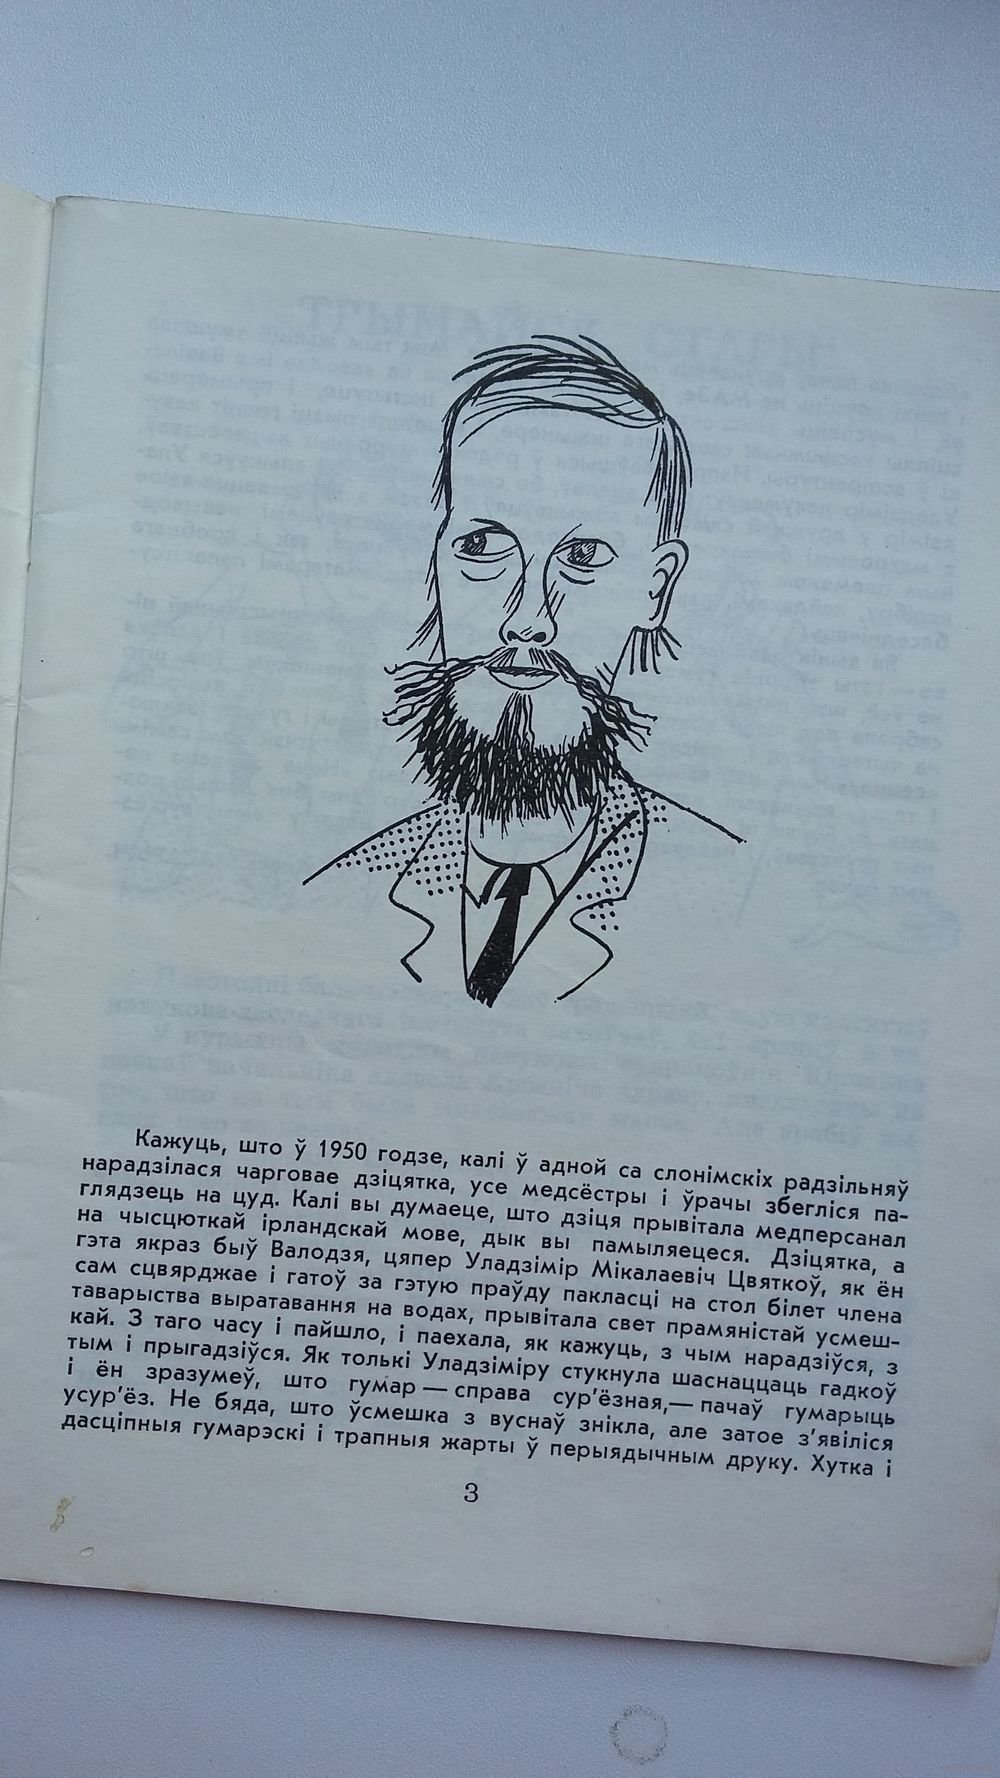 Кажуць, што ў 1950 годзе, калі ў адной са слонімскіх радзільняў
нарадзілася чарговае дзіцятка, усе медсёстры і ўрачы збегліся па-
глядзець на цуд. Калі вы думаеце, што дзіця прывітала медперсанал
на чысцюткай ірландскай мове, дык вы памыляецеся. Дзіцятка, а
гэта якраз быў Валодзя, цяпер Уладзімір Мікалаевіч Цвяткоў, як ён
сам сцвярджае і гатоў за гэтую праўду пакласці на стол білет члена
таварыства выратавання на водах, прывітала свет прамяністай усмеш-
кай. З таго часу і пайшло, і паехала, як кажуць, з чым нарадзіўся, з
тым і прыгадзіўся. Як толькі Уладзіміру стукнула шаснаццаць гадкоў
і ён зразумеў, што гумар — справа сур’ёзная,— пачаў гумарыць
усур’ёз. Не бяда, што ўсмешка з вуснаў знікла, але затое з’явіліся
дасціпныя гумарэскі і трапныя жарты ў перыядычным друку. Хутка і
3